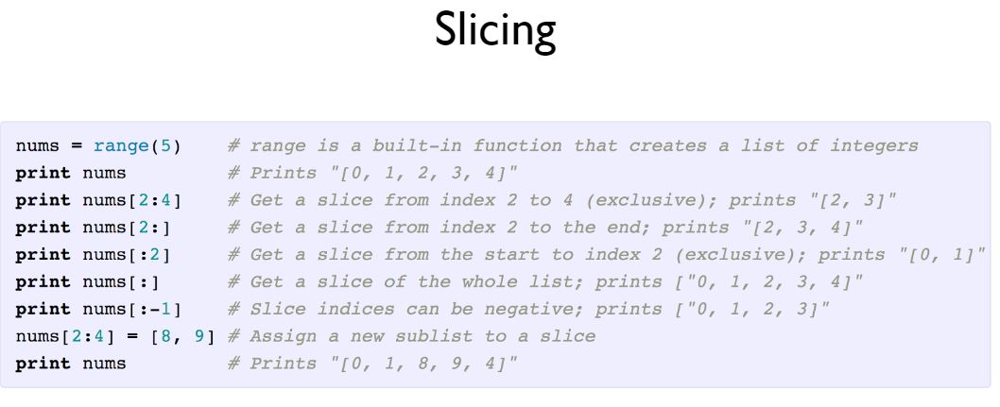 Slicing
nums = range(5)    # range is a built-in function that creates a list of integers
print nums         # Prints "[0, 1, 2, 3, 4]"
print nums[2:4]    # Get a slice from index 2 to 4 (exclusive); prints "[2, 3]"
print nums[2:]     # Get a slice from index 2 to the end; prints "[2, 3, 4]"
print nums[:2]     # Get a slice from the start to index 2 (exclusive); prints "[0, 1]"
print nums[:]      # Get a slice of the whole list; prints ["0, 1, 2, 3, 4]"
print nums[:-1]    # Slice indices can be negative; prints ["0, 1, 2, 3]"
nums[2:4] = [8, 9] # Assign a new sublist to a slice
print nums         # Prints "[0, 1, 8, 9, 4]"